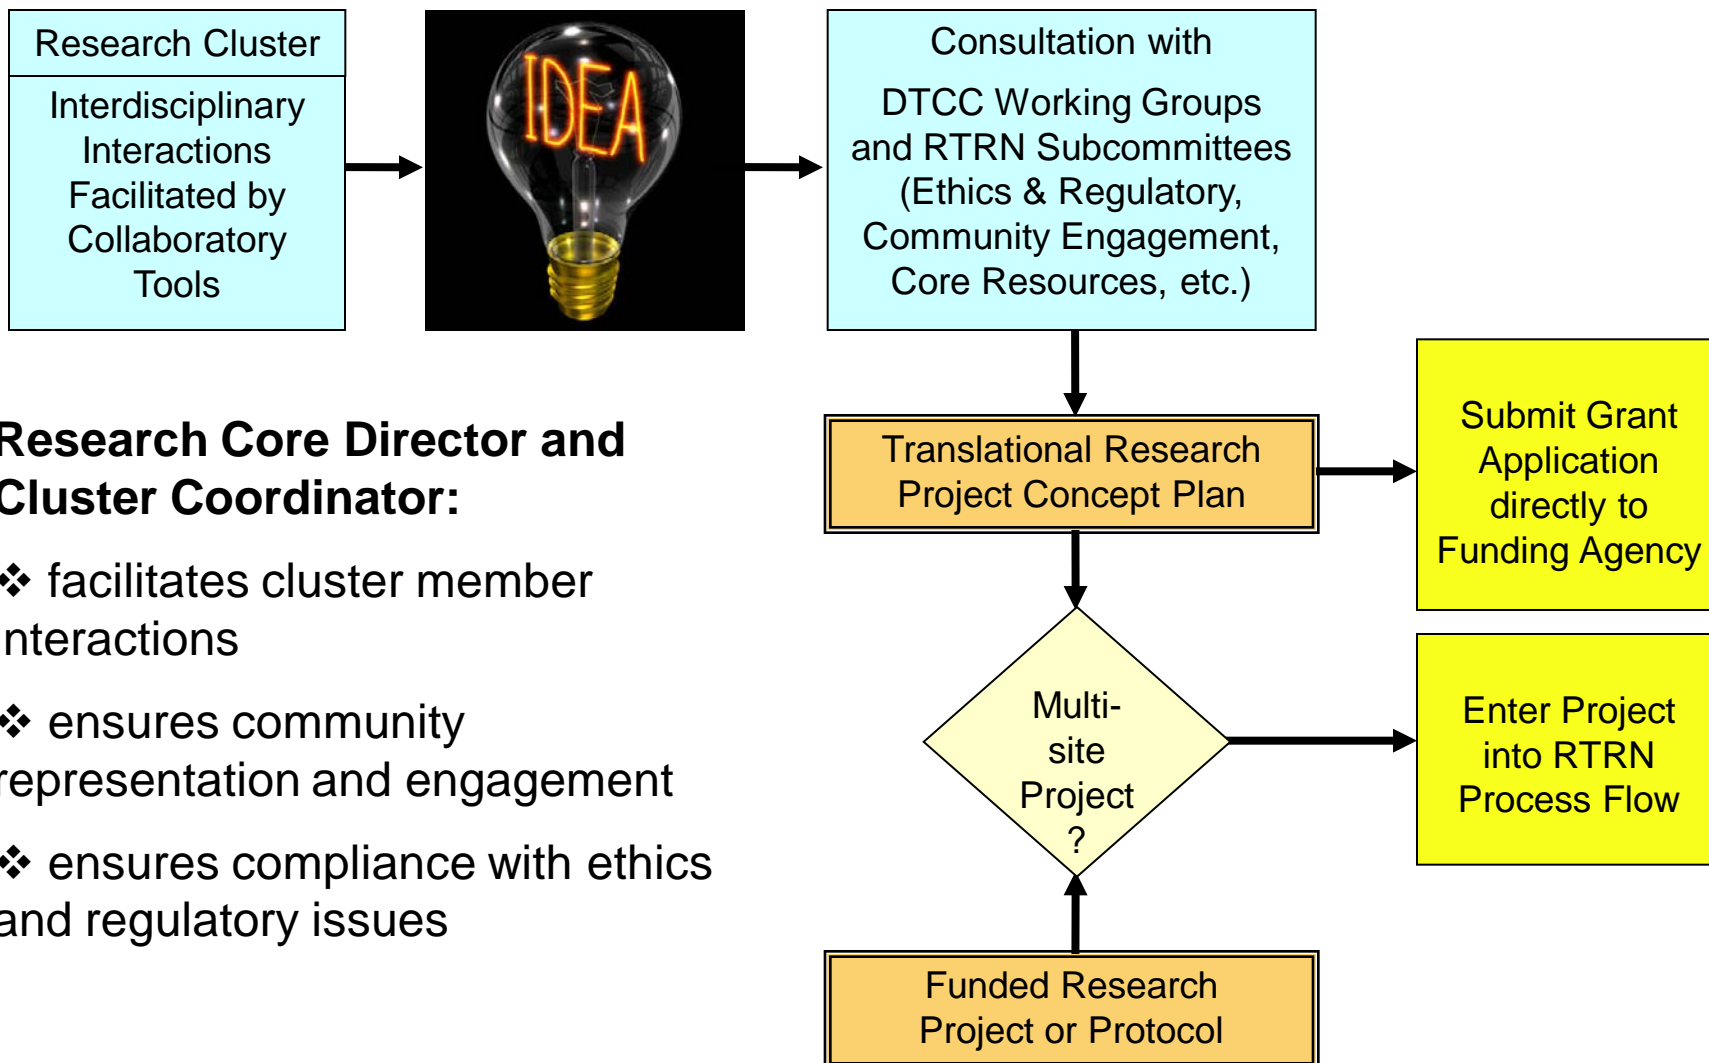 Research Cluster
Interdisciplinary
Interactions
Facilitated by
Collaboratory
Tools
IDEA
Consultation with
DTCC Working Groups
and RTRN Subcommittees
(Ethics & Regulatory,
Community Engagement,
Core Resources, etc.)
Research Core Director and
Cluster Coordinator:
❖ facilitates cluster member
interactions
❖ ensures community
representation and engagement
❖ ensures compliance with ethics
and regulatory issues
Translational Research
Project Concept Plan
Submit Grant
Application
directly to
Funding Agency
Multi-
site
Project
?
Enter Project
into RTRN
Process Flow
Funded Research
Project or Protocol